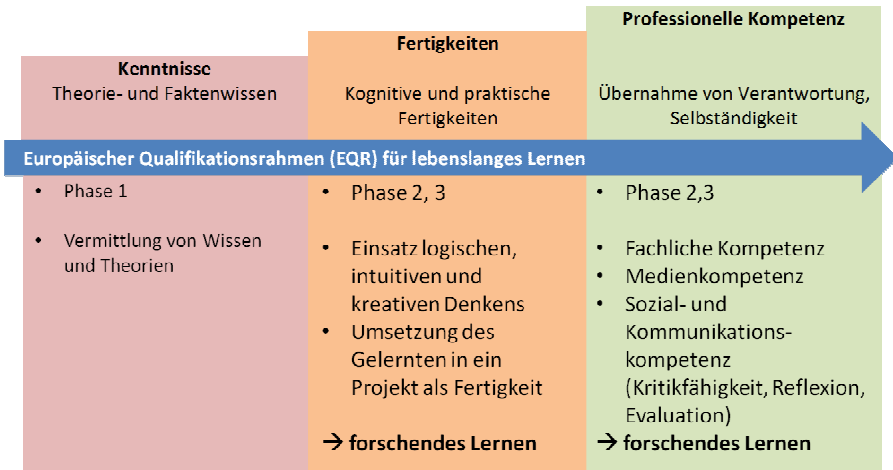 Kenntnisse
Theorie- und Faktenwissen
Fertigkeiten
Kognitive und praktische
Fertigkeiten
Professionelle Kompetenz
Übernahme von Verantwortung,
Selbständigkeit
Europäischer Qualifikationsrahmen (EQR) für lebenslanges Lernen
• Phase 1
• Vermittlung von Wissen
und Theorien
• Phase 2, 3
• Einsatz logischen,
intuitiven und
kreativen Denkens
• Umsetzung des
Gelernten in ein
Projekt als Fertigkeit
→ forschendes Lernen
• Phase 2,3
• Fachliche Kompetenz
• Medienkompetenz
• Sozial- und
Kommunikations-
kompetenz
(Kritikfähigkeit, Reflexion,
Evaluation)
→ forschendes Lernen